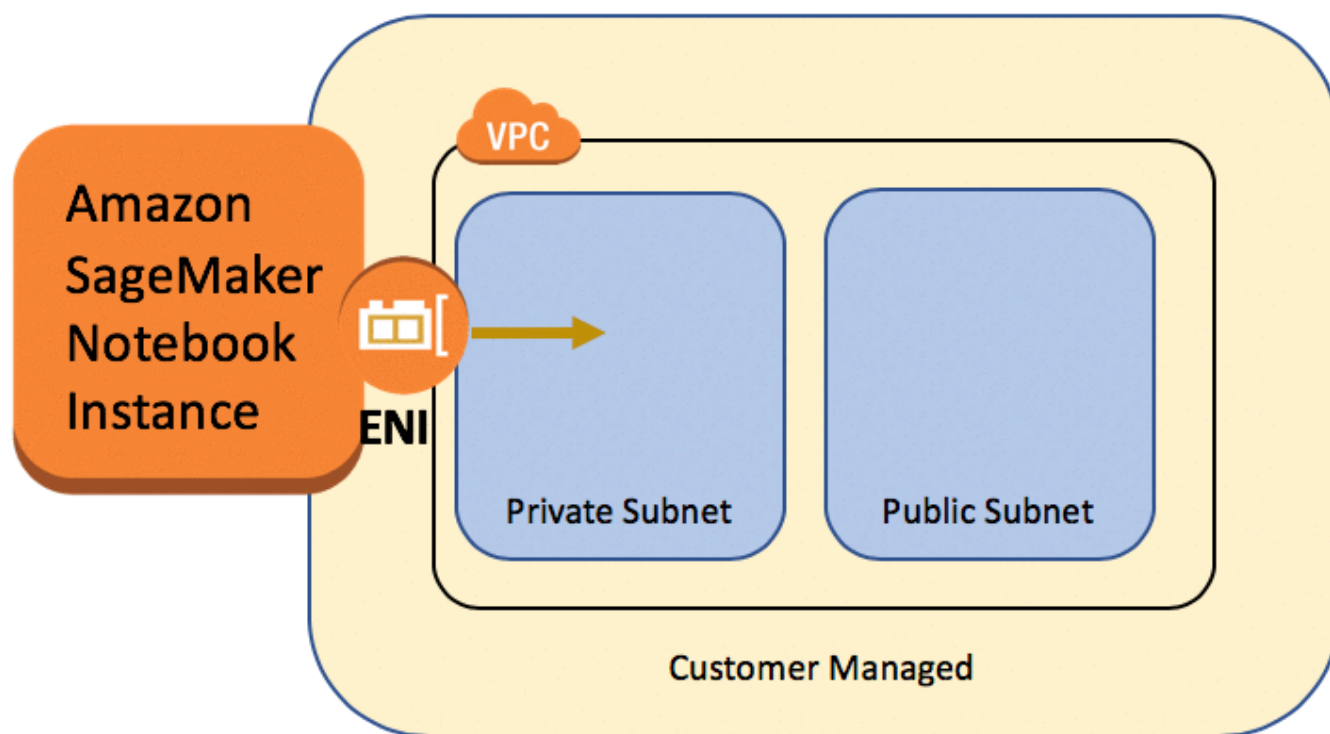 VPC
Amazon
SageMaker
Notebook
Instance
ENI
Private Subnet
Public Subnet
Customer Managed